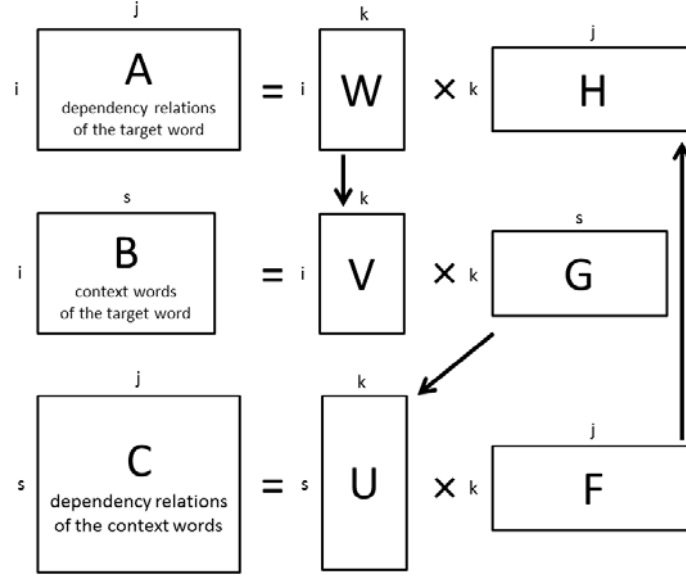 j k
j
i A = i W × k H
dependency relations
of the target word
s k
s
i B = i V × k G
context words
of the target word
j k
j
s C = s U × k F
dependency relations
of the context words